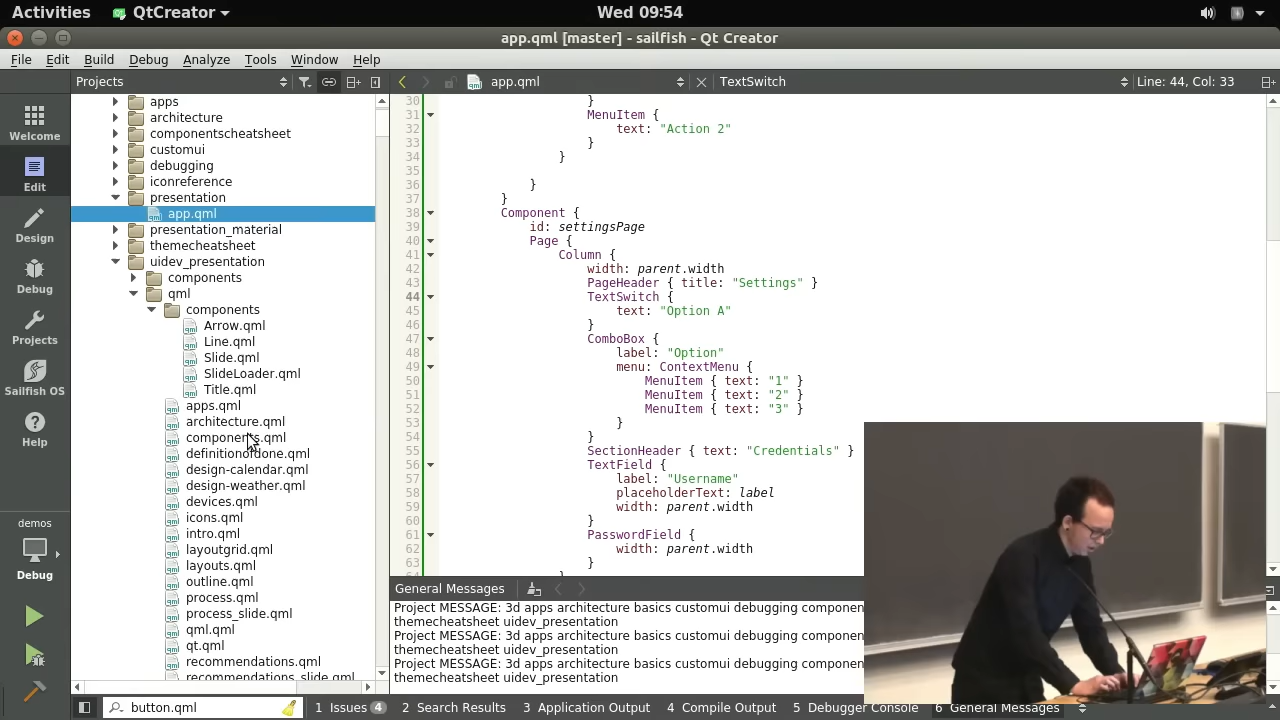 Activities QtCreator Wed 09:54
app.qml [master] - sailfish - Qt Creator
File Edit Build Debug Analyze Tools Window Help
Projects app.qml TextSwitch Line: 44, Col: 33
Welcome
Edit
Design
Debug
Projects
Sailfish OS
Help
demos
Debug
apps
architecture
componentscheatsheet
customui
debugging
iconreference
presentation
app.qml
presentation_material
themecheatsheet
uidev_presentation
components
qml
components
Arrow.qml
Line.qml
Slide.qml
SlideLoader.qml
Title.qml
apps.qml
architecture.qml
components.qml
definitionofdone.qml
design-calendar.qml
design-weather.qml
devices.qml
icons.qml
intro.qml
layoutgrid.qml
layouts.qml
outline.qml
process.qml
process_slide.qml
qml.qml
qt.qml
recommendations.qml
recommendations_slide.qml
30 }
31 MenuItem {
32 text: "Action 2"
33 }
34 }
35
36 }
37 }
38 Component {
39 id: settingsPage
40 Page {
41 Column {
42 width: parent.width
43 PageHeader { title: "Settings" }
44 TextSwitch {
45 text: "Option A"
46 }
47 ComboBox {
48 label: "Option"
49 menu: ContextMenu {
50 MenuItem { text: "1" }
51 MenuItem { text: "2" }
52 MenuItem { text: "3" }
53 }
54 }
55 SectionHeader { text: "Credentials" }
56 TextField {
57 label: "Username"
58 placeholderText: label
59 width: parent.width
60 }
61 PasswordField {
62 width: parent.width
63 }
General Messages
Project MESSAGE: 3d apps architecture basics customui debugging componen
themecheatsheet uidev_presentation
Project MESSAGE: 3d apps architecture basics customui debugging componen
themecheatsheet uidev_presentation
Project MESSAGE: 3d apps architecture basics customui debugging componen
themecheatsheet uidev_presentation
button.qml 1 Issues 4 2 Search Results 3 Application Output 4 Compile Output 5 Debugger Console 6 General Messages